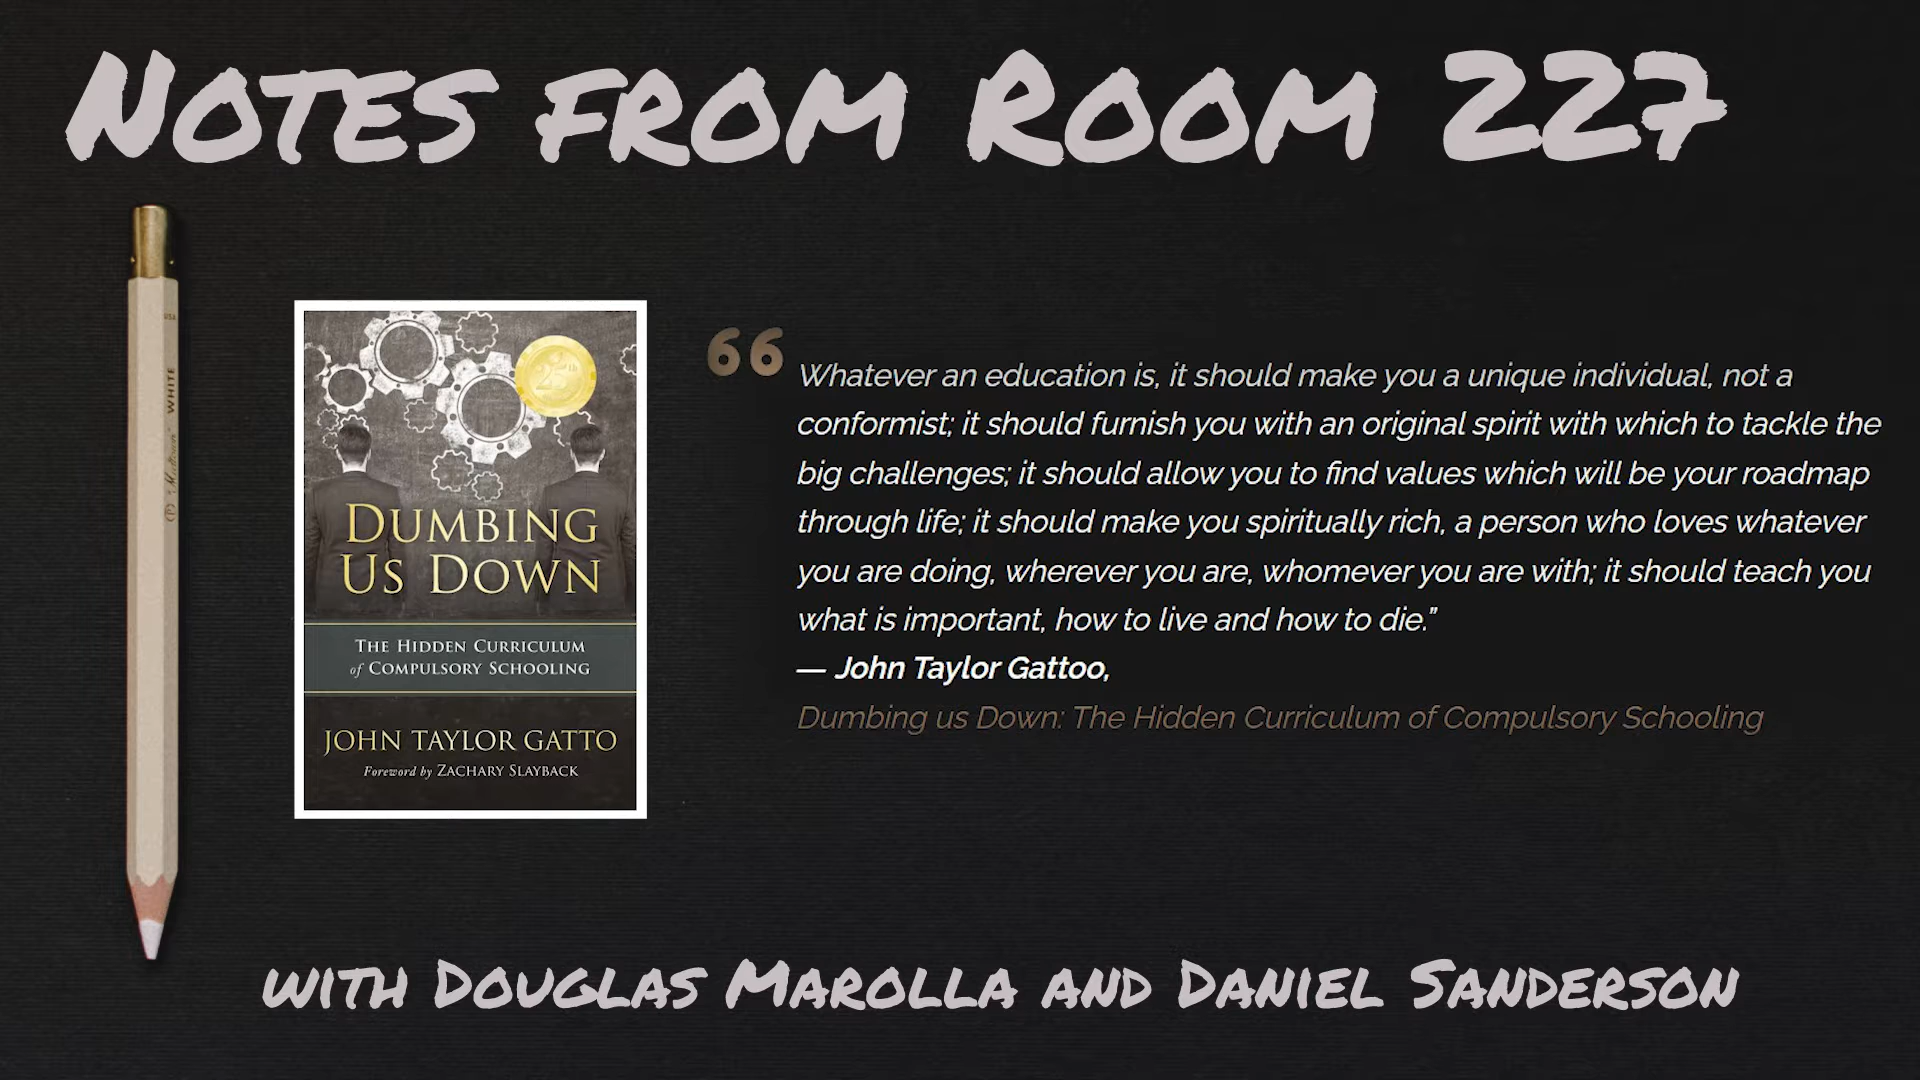 Notes from Room 227
USA
WHITE
25th
Dumbing
Us Down
The Hidden Curriculum
of Compulsory Schooling
John Taylor Gatto
Foreword by Zachary Slayback
“
Whatever an education is, it should make you a unique individual, not a
conformist; it should furnish you with an original spirit with which to tackle the
big challenges; it should allow you to find values which will be your roadmap
through life; it should make you spiritually rich, a person who loves whatever
you are doing, wherever you are, whomever you are with; it should teach you
what is important, how to live and how to die.”
— John Taylor Gattoo,
Dumbing us Down: The Hidden Curriculum of Compulsory Schooling
with Douglas Marolla and Daniel Sanderson